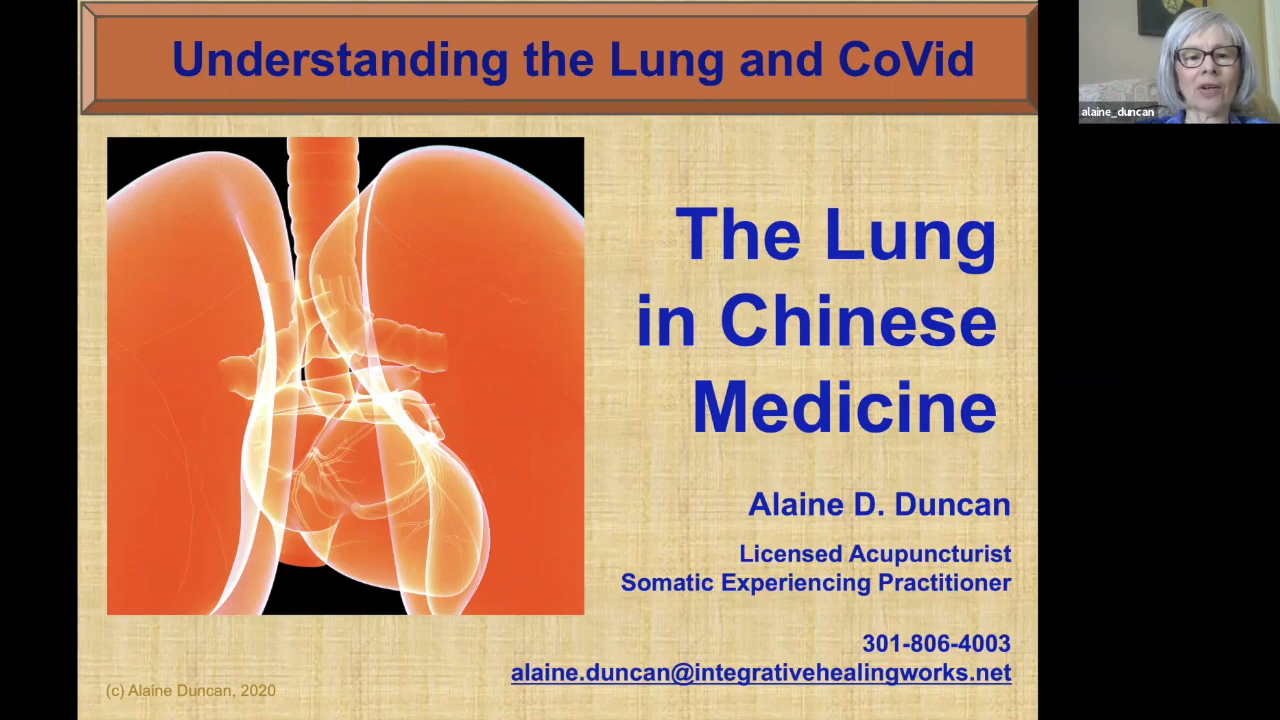 Understanding the Lung and CoVid
alaine_duncan
The Lung
in Chinese
Medicine
Alaine D. Duncan
Licensed Acupuncturist
Somatic Experiencing Practitioner
301-806-4003
alaine.duncan@integrativehealingworks.net
(c) Alaine Duncan, 2020